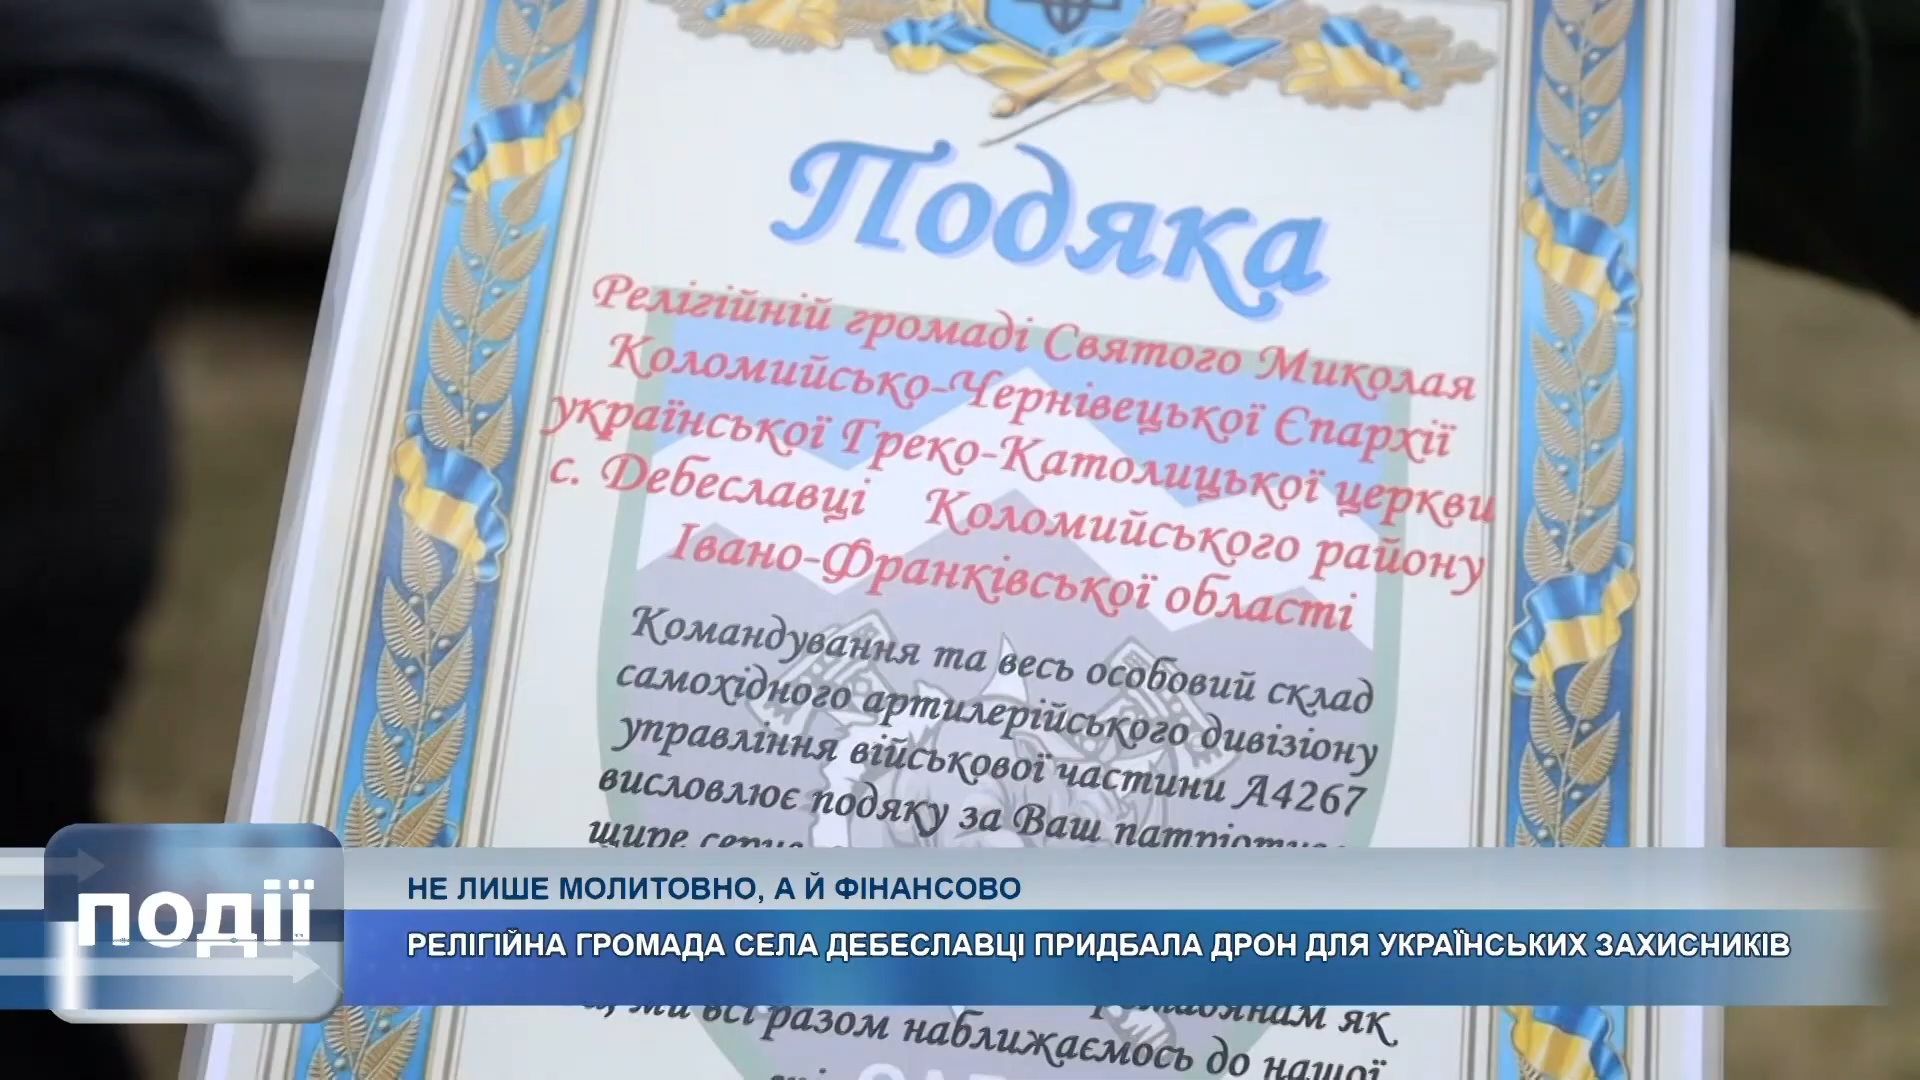 Подяка
Релігійній громаді Святого Миколая
Коломийсько-Чернівецької Єпархії
української Греко-Католицької церкви
с. Дебеславці Коломийського району
Івано-Франківської області
Командування та весь особовий склад
самохідного артилерійського дивізіону
управління військової частини А4267
висловлює подяку за Ваш
щире
НЕ ЛИШЕ МОЛИТОВНО, А Й ФІНАНСОВО
події
РЕЛІГІЙНА ГРОМАДА СЕЛА ДЕБЕСЛАВЦІ ПРИДБАЛА ДРОН ДЛЯ УКРАЇНСЬКИХ ЗАХИСНИКІВ
ми всі разом наближаємось до нашої
як